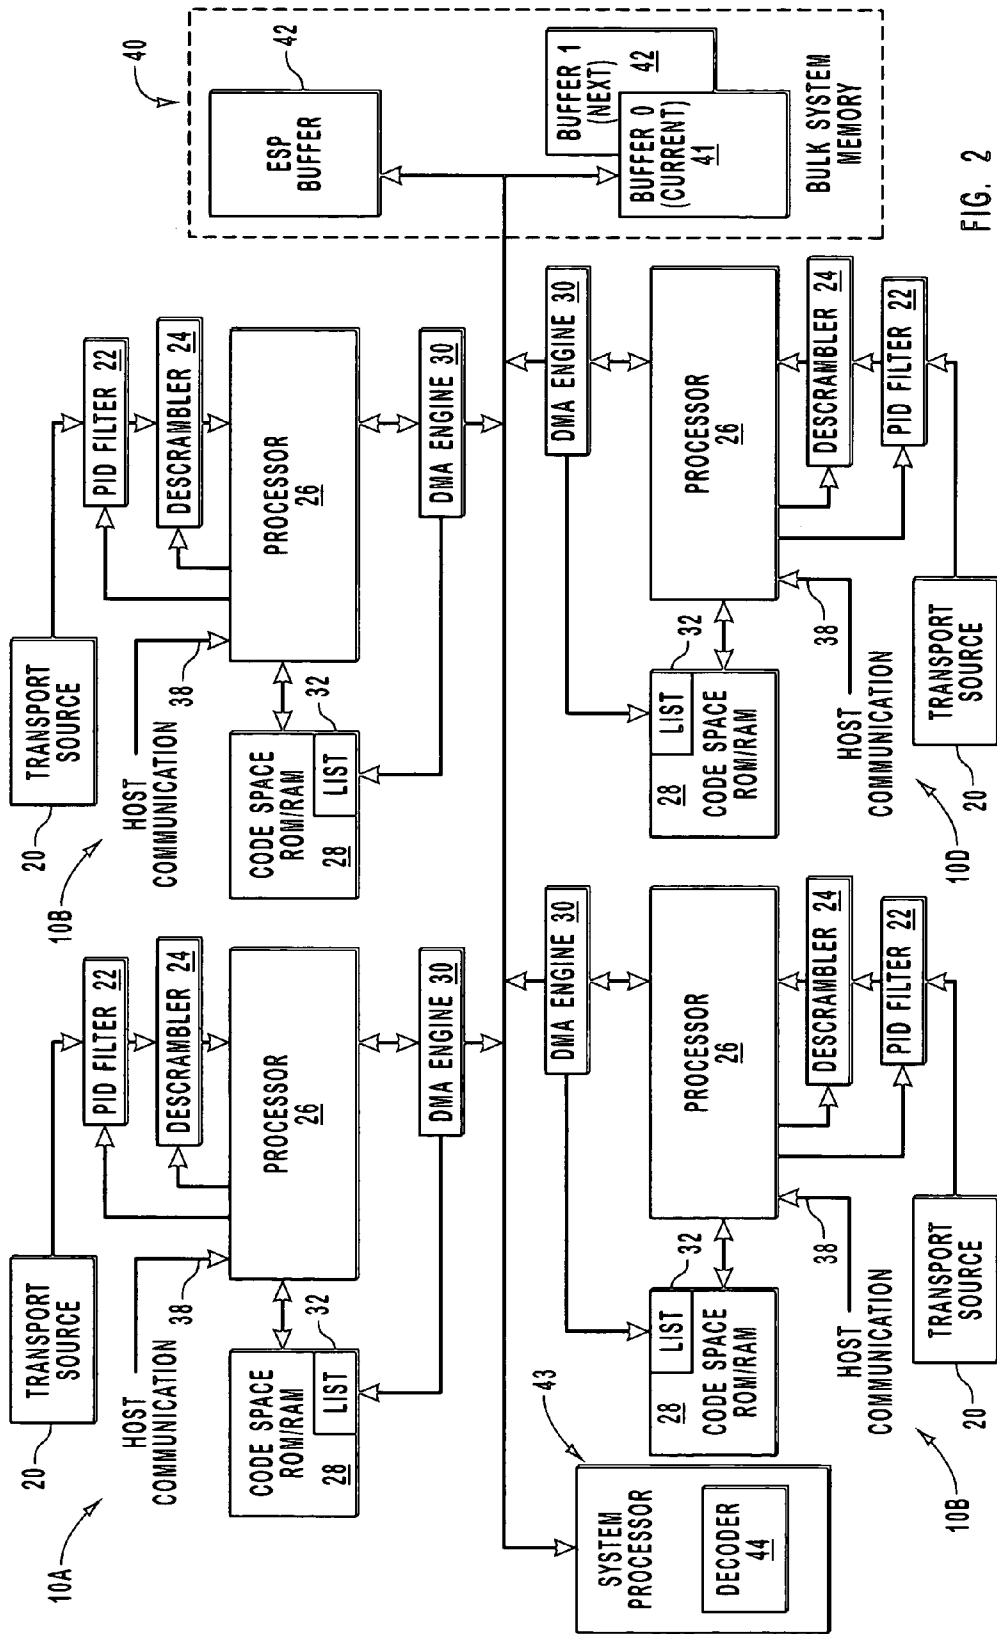 10A
20
TRANSPORT
SOURCE
PID FILTER 22
DESCRAMBLER 24
HOST
COMMUNICATION
38
PROCESSOR
26
CODE SPACE
ROM/RAM
28
LIST
32
DMA ENGINE 30
10B
20
TRANSPORT
SOURCE
PID FILTER 22
DESCRAMBLER 24
HOST
COMMUNICATION
38
PROCESSOR
26
CODE SPACE
ROM/RAM
28
LIST
32
DMA ENGINE 30
40
ESP
BUFFER
42
BUFFER 1
(NEXT)
42
BUFFER 0
(CURRENT)
41
BULK SYSTEM
MEMORY
43
SYSTEM
PROCESSOR
DECODER
44
DMA ENGINE 30
LIST
32
28
CODE SPACE
ROM/RAM
PROCESSOR
26
38
HOST
COMMUNICATION
DESCRAMBLER 24
PID FILTER 22
TRANSPORT
SOURCE
20
10B
DMA ENGINE 30
LIST
32
28
CODE SPACE
ROM/RAM
PROCESSOR
26
38
HOST
COMMUNICATION
DESCRAMBLER 24
PID FILTER 22
TRANSPORT
SOURCE
20
10D
FIG. 2